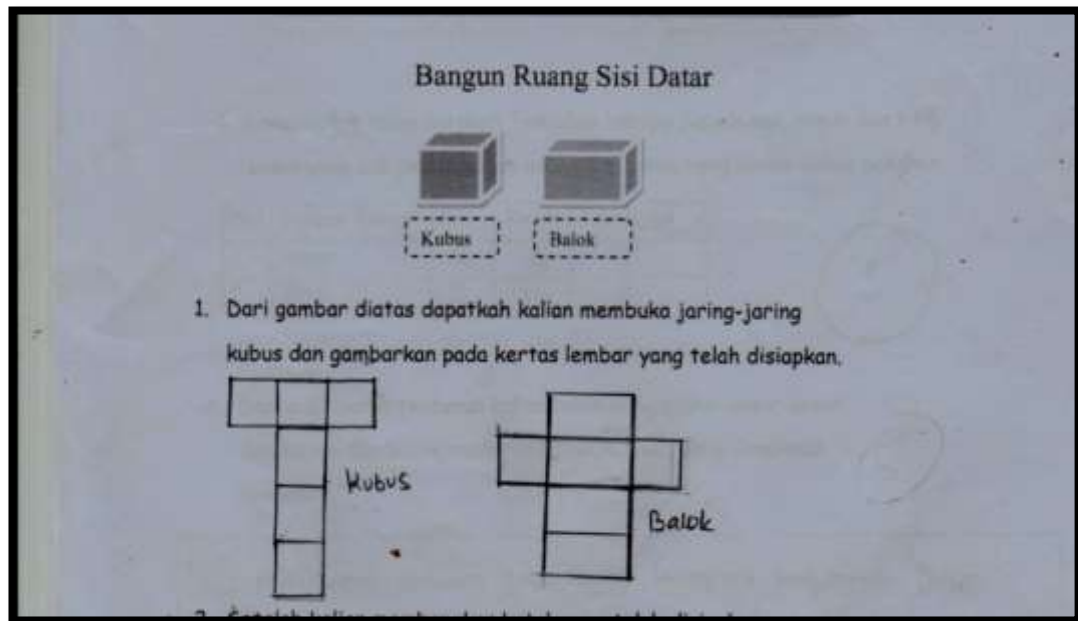 Bangun Ruang Sisi Datar
Kubus
Balok
1. Dari gambar diatas dapatkah kalian membuka jaring-jaring
kubus dan gambarkan pada kertas lembar yang telah disiapkan.
Kubus
Balok